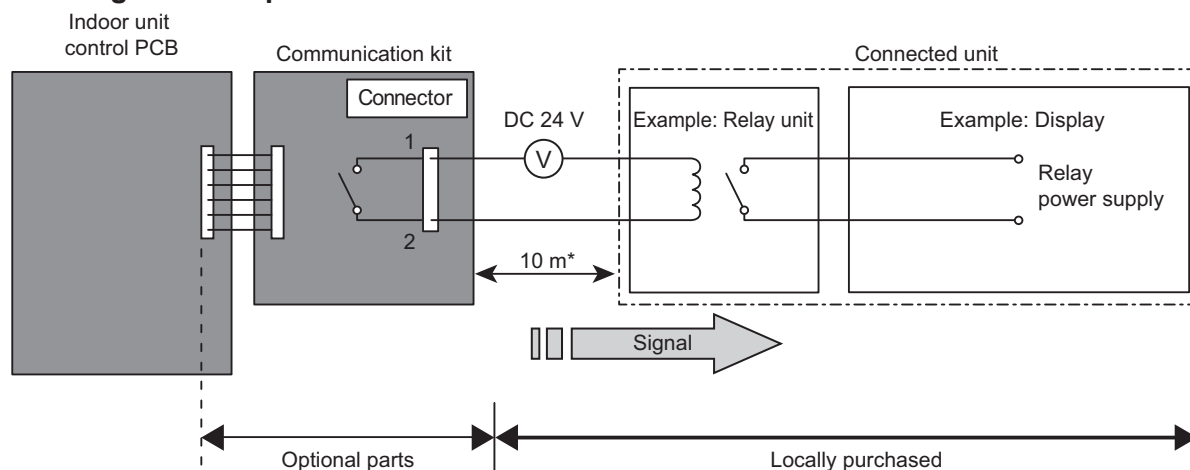 Indoor unit
control PCB
Communication kit
Connected unit
Connector
DC 24 V
Example: Relay unit
Example: Display
1
V
Relay
power supply
2
10 m*
Signal
Optional parts
Locally purchased